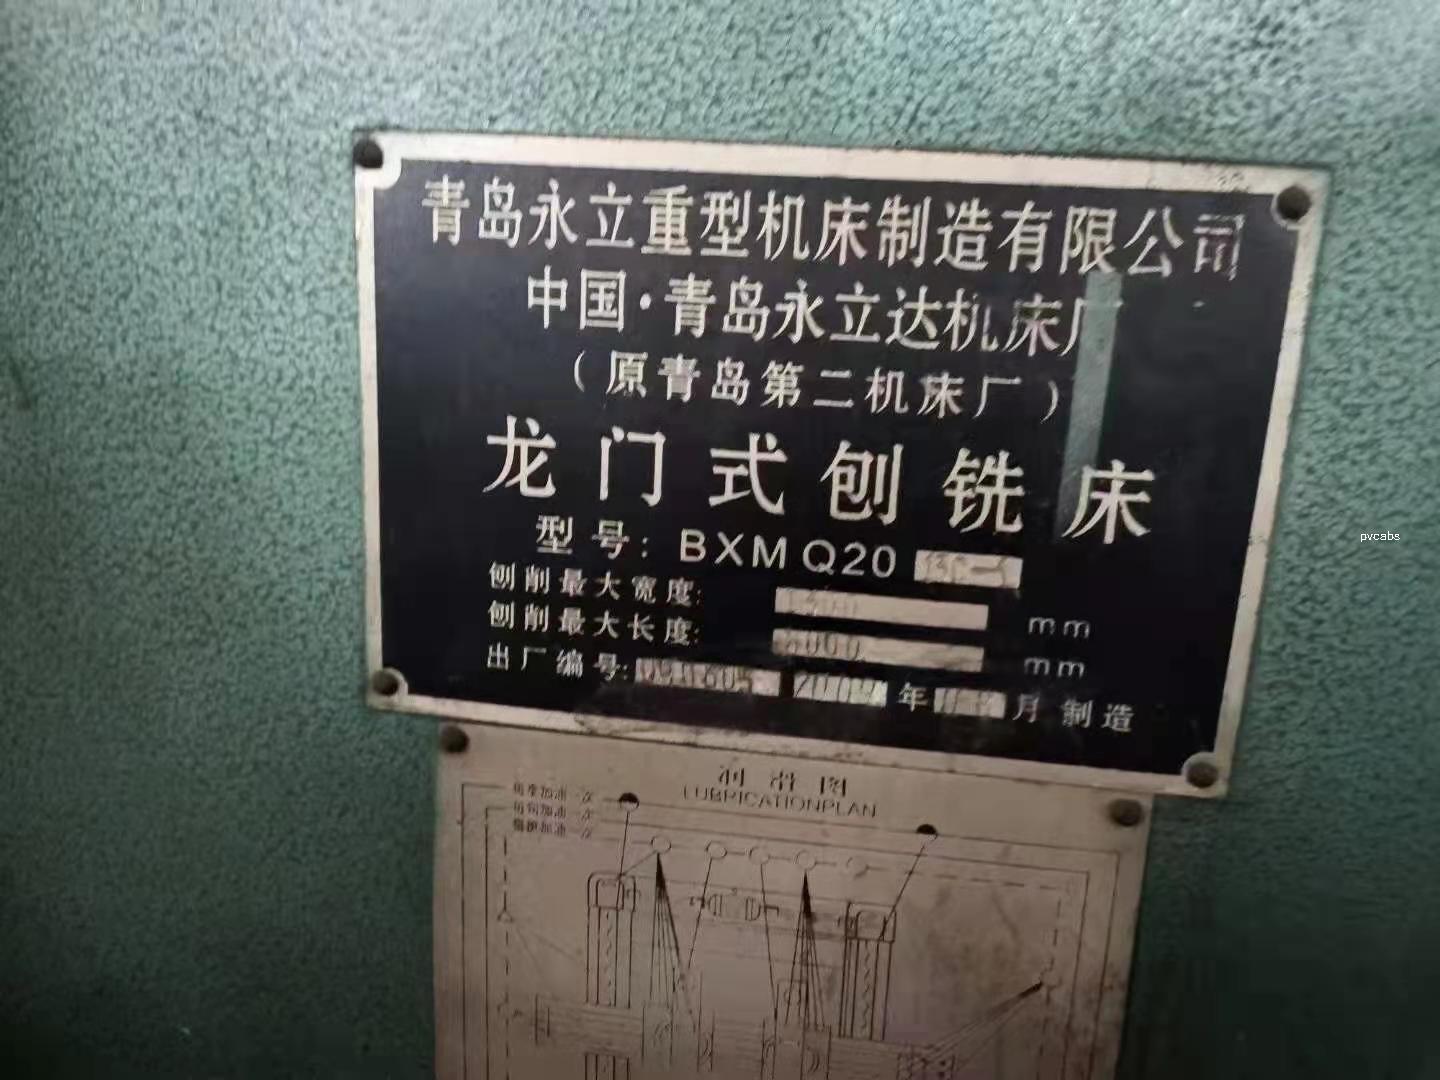 青岛永立重型机床制造有限公司
中国·青岛永立达机床厂
（原青岛第二机床厂）
龙门式刨铣床
型号：BXMQ20
刨削最大宽度： mm
刨削最大长度： mm
出厂编号： 年 月 制造
润滑图
LUBRICATIONPLAN
pvcabs